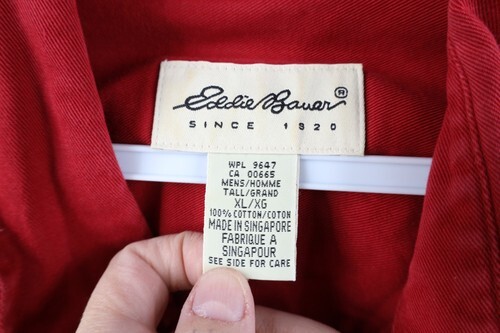 Eddie Bauer ®
SINCE 1920
WPL 9647
CA 00665
MENS/HOMME
TALL/GRAND
XL/XG
100% COTTON/COTON
MADE IN SINGAPORE
FABRIQUE A
SINGAPOUR
SEE SIDE FOR CARE